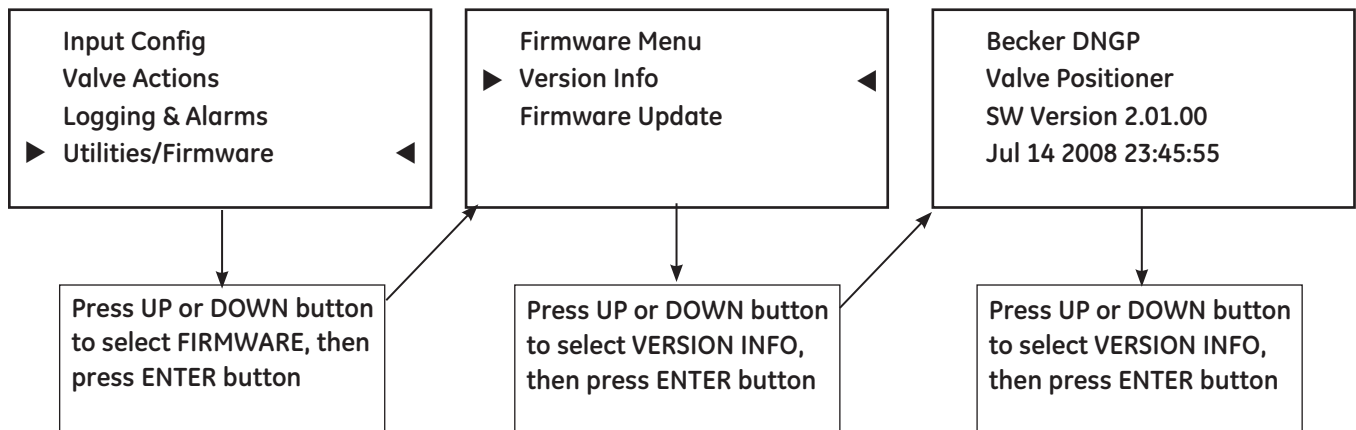 Input Config
Valve Actions
Logging & Alarms
Utilities/Firmware
Press UP or DOWN button
to select FIRMWARE, then
press ENTER button
Firmware Menu
Version Info
Firmware Update
Press UP or DOWN button
to select VERSION INFO,
then press ENTER button
Becker DNGP
Valve Positioner
SW Version 2.01.00
Jul 14 2008 23:45:55
Press UP or DOWN button
to select VERSION INFO,
then press ENTER button